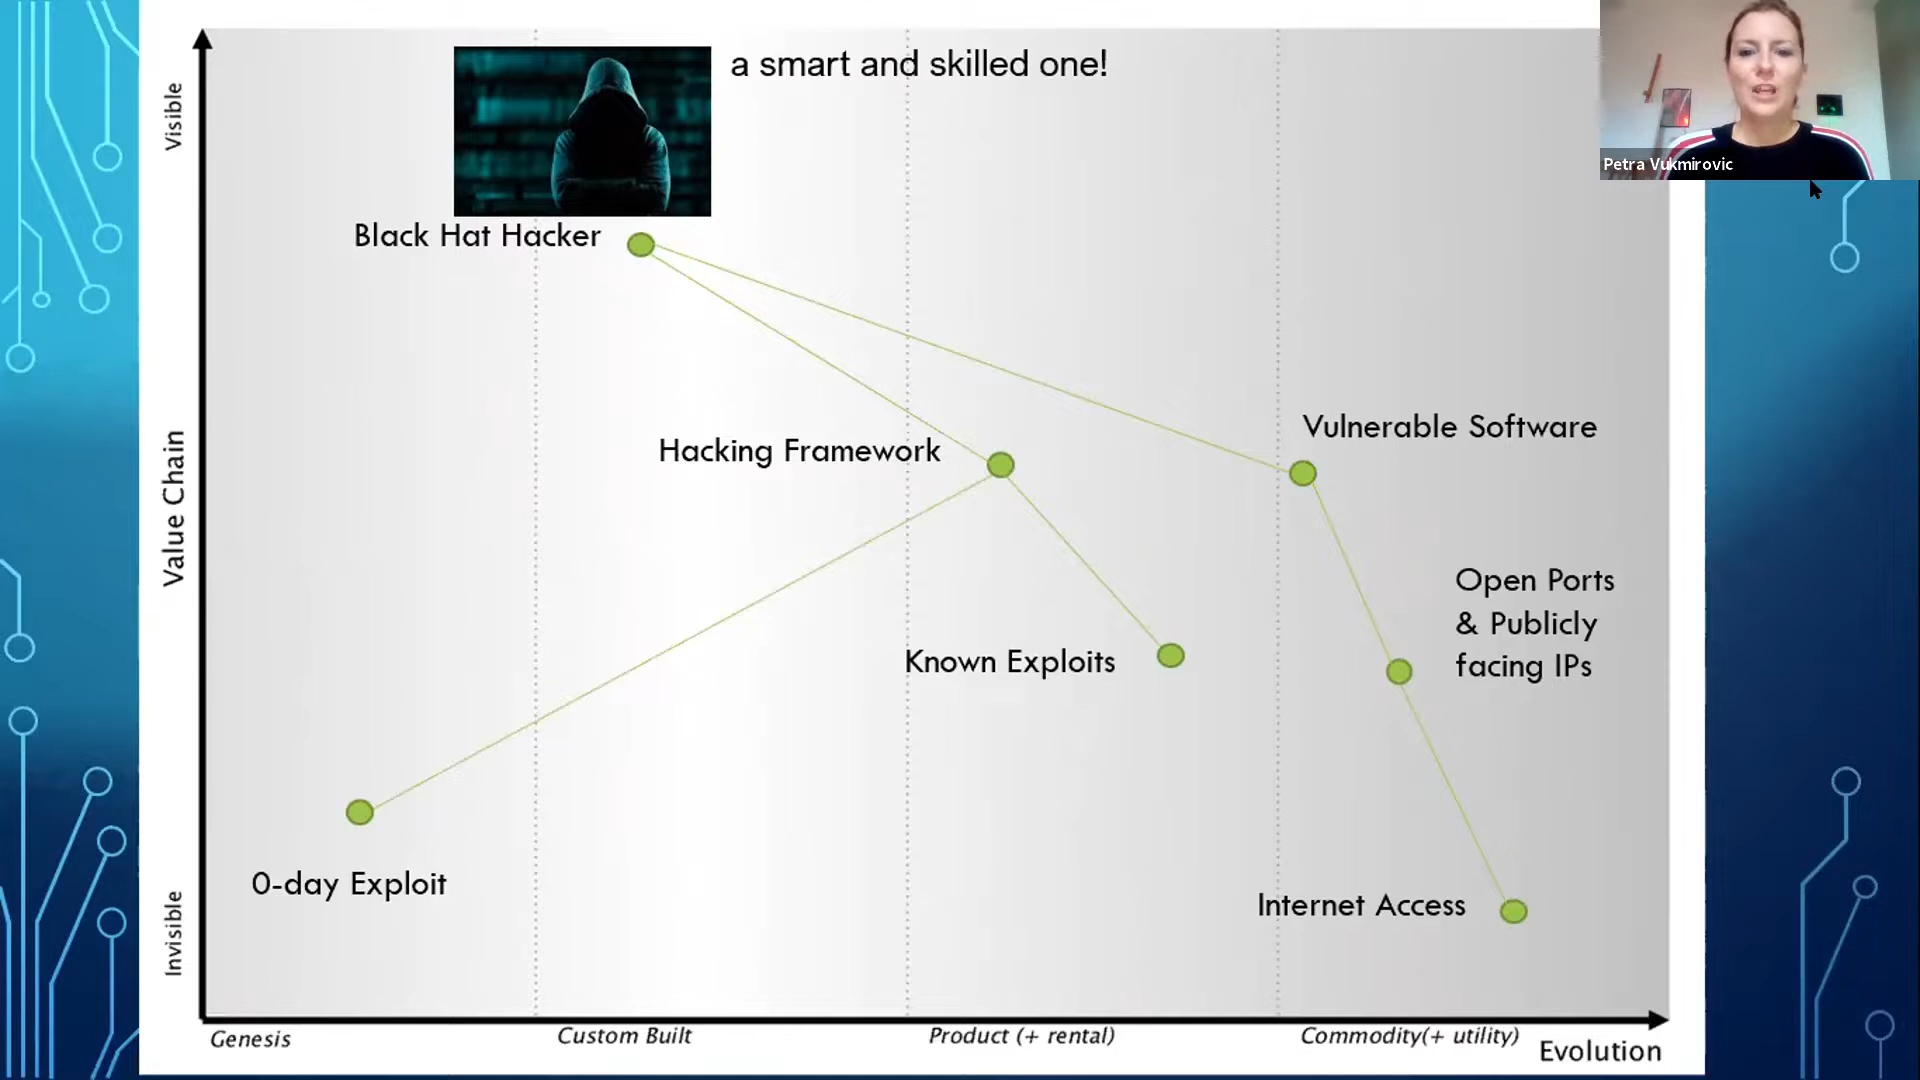 a smart and skilled one!
Petra Vukmirovic
Visible
Black Hat Hacker
Vulnerable Software
Hacking Framework
Value Chain
Open Ports
& Publicly
facing IPs
Known Exploits
0-day Exploit
Internet Access
Invisible
Genesis
Custom Built
Product (+ rental)
Commodity(+ utility)
Evolution